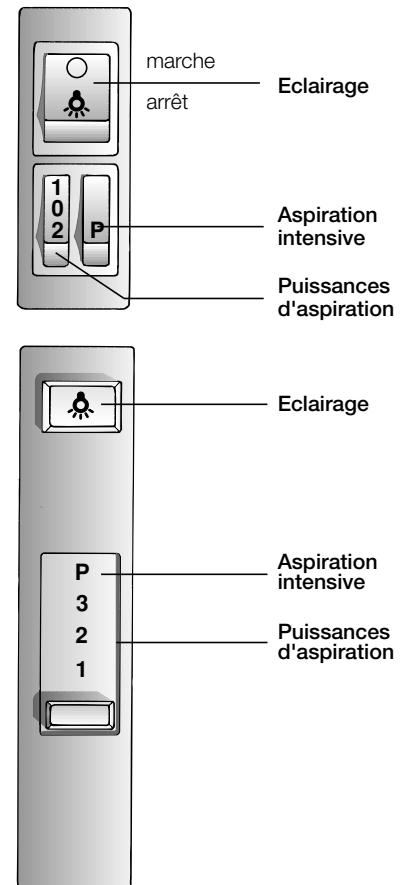 marche
Eclairage
arrêt
1
0
2
P
Aspiration
intensive
Puissances
d'aspiration
Eclairage
P
3
2
1
Aspiration
intensive
Puissances
d'aspiration